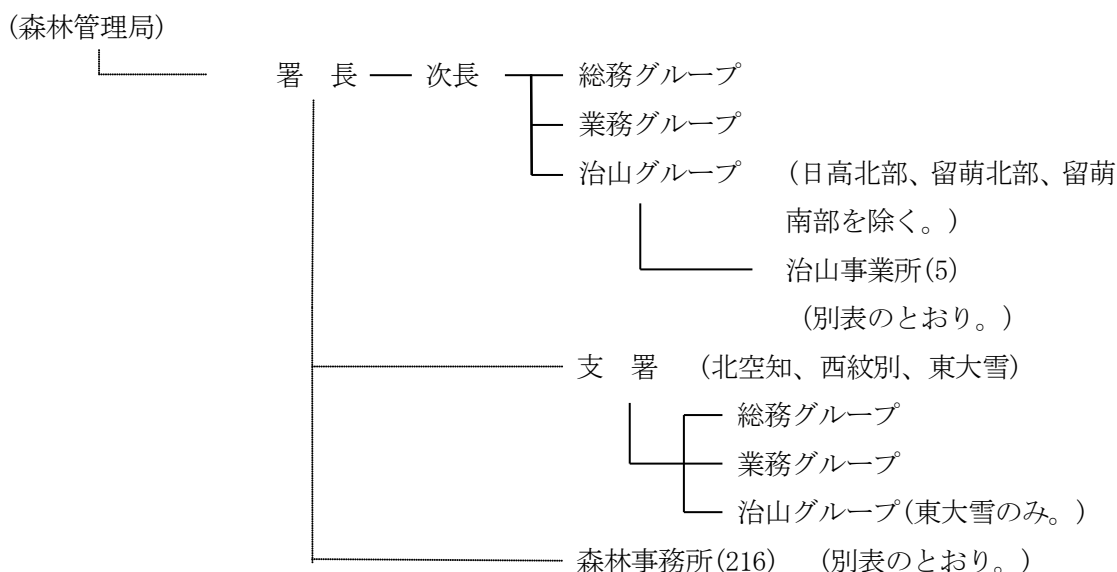 (森林管理局)
署　長　次長　総務グループ
業務グループ
治山グループ　(日高北部、留萌北部、留萌
南部を除く。)
治山事業所(5)
(別表のとおり。)
支　署　(北空知、西紋別、東大雪)
総務グループ
業務グループ
治山グループ(東大雪のみ。)
森林事務所(216)　(別表のとおり。)